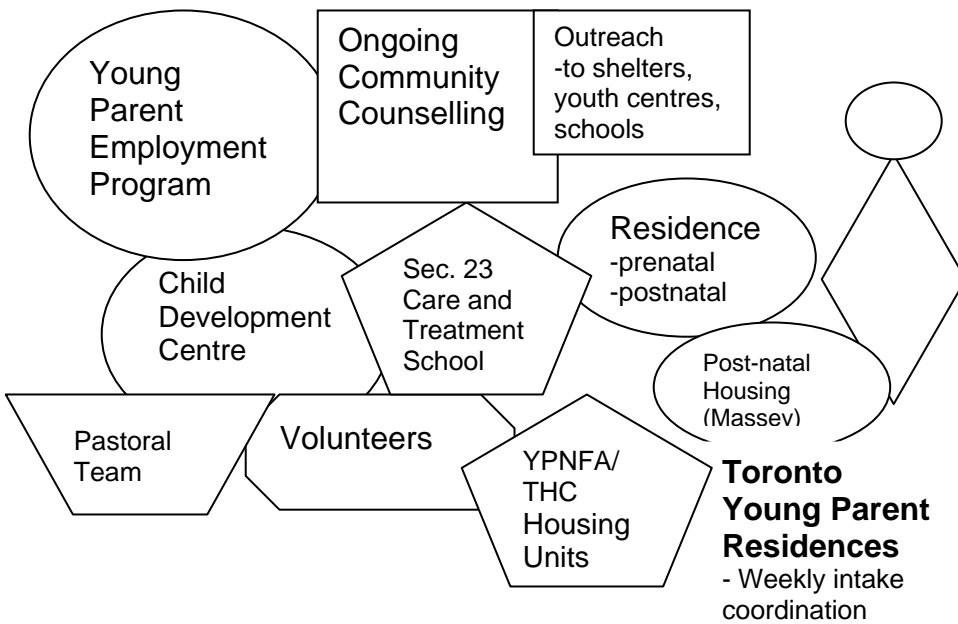 Young
Parent
Employment
Program
Ongoing
Community
Counselling
Outreach
-to shelters,
youth centres,
schools
Child
Development
Centre
Sec. 23
Care and
Treatment
School
Residence
-prenatal
-postnatal
Post-natal
Housing
(Massey)
Pastoral
Team
Volunteers
YPNFA/
THC
Housing
Units
Toronto
Young Parent
Residences
- Weekly intake
coordination